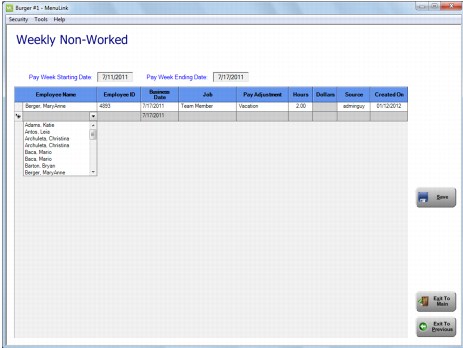 Burger #1 - MenuLink
Security Tools Help
Weekly Non-Worked
Pay Week Starting Date: 7/11/2011 Pay Week Ending Date: 7/17/2011
Employee Name Employee ID Business Date Job Pay Adjustment Hours Dollars Source Created On
Berger, MaryAnne 4893 7/17/2011 Team Member Vacation 2.00 adminguy 01/12/2012
7/17/2011
Adams, Katie
Antos, Leis
Archuleta, Christina
Archuleta, Christina
Baca, Mario
Baca, Mario
Barton, Bryan
Berger, MaryAnne
Save
Exit To
Main
Exit To
Previous